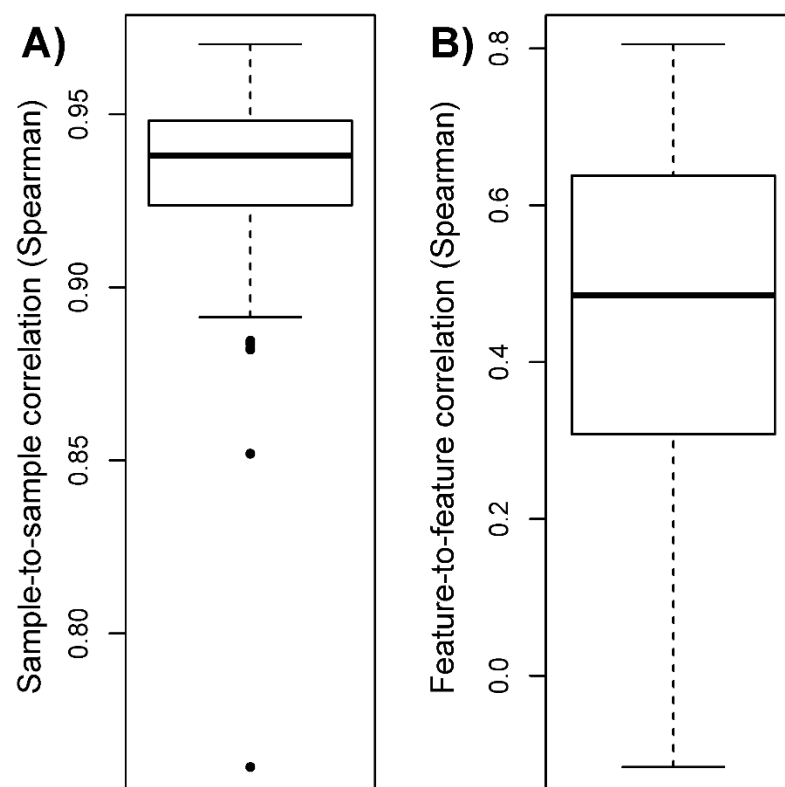 A)
Sample-to-sample correlation (Spearman)
0.95
0.90
0.85
0.80
B)
Feature-to-feature correlation (Spearman)
0.8
0.6
0.4
0.2
0.0